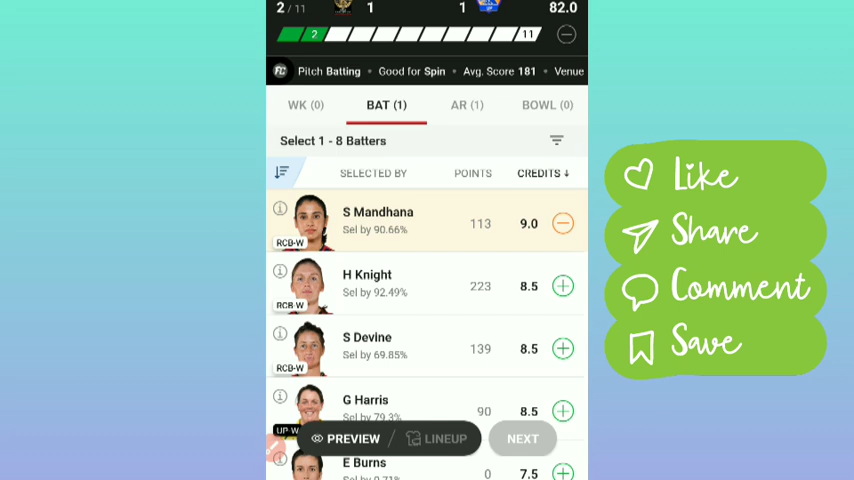 2 / 11 1 1 82.0
2 11
FC Pitch Batting • Good for Spin • Avg. Score 181 • Venue
WK (0) BAT (1) AR (1) BOWL (0)
Select 1 - 8 Batters
SELECTED BY POINTS CREDITS ↓
S Mandhana
Sel by 90.66% 113 9.0
RCB-W
H Knight
Sel by 92.49% 223 8.5
RCB-W
S Devine
Sel by 69.85% 139 8.5
RCB-W
G Harris
Sel by 79.3% 90 8.5
UP-W
PREVIEW / LINEUP NEXT
E Burns
0 7.5
Like
Share
Comment
Save